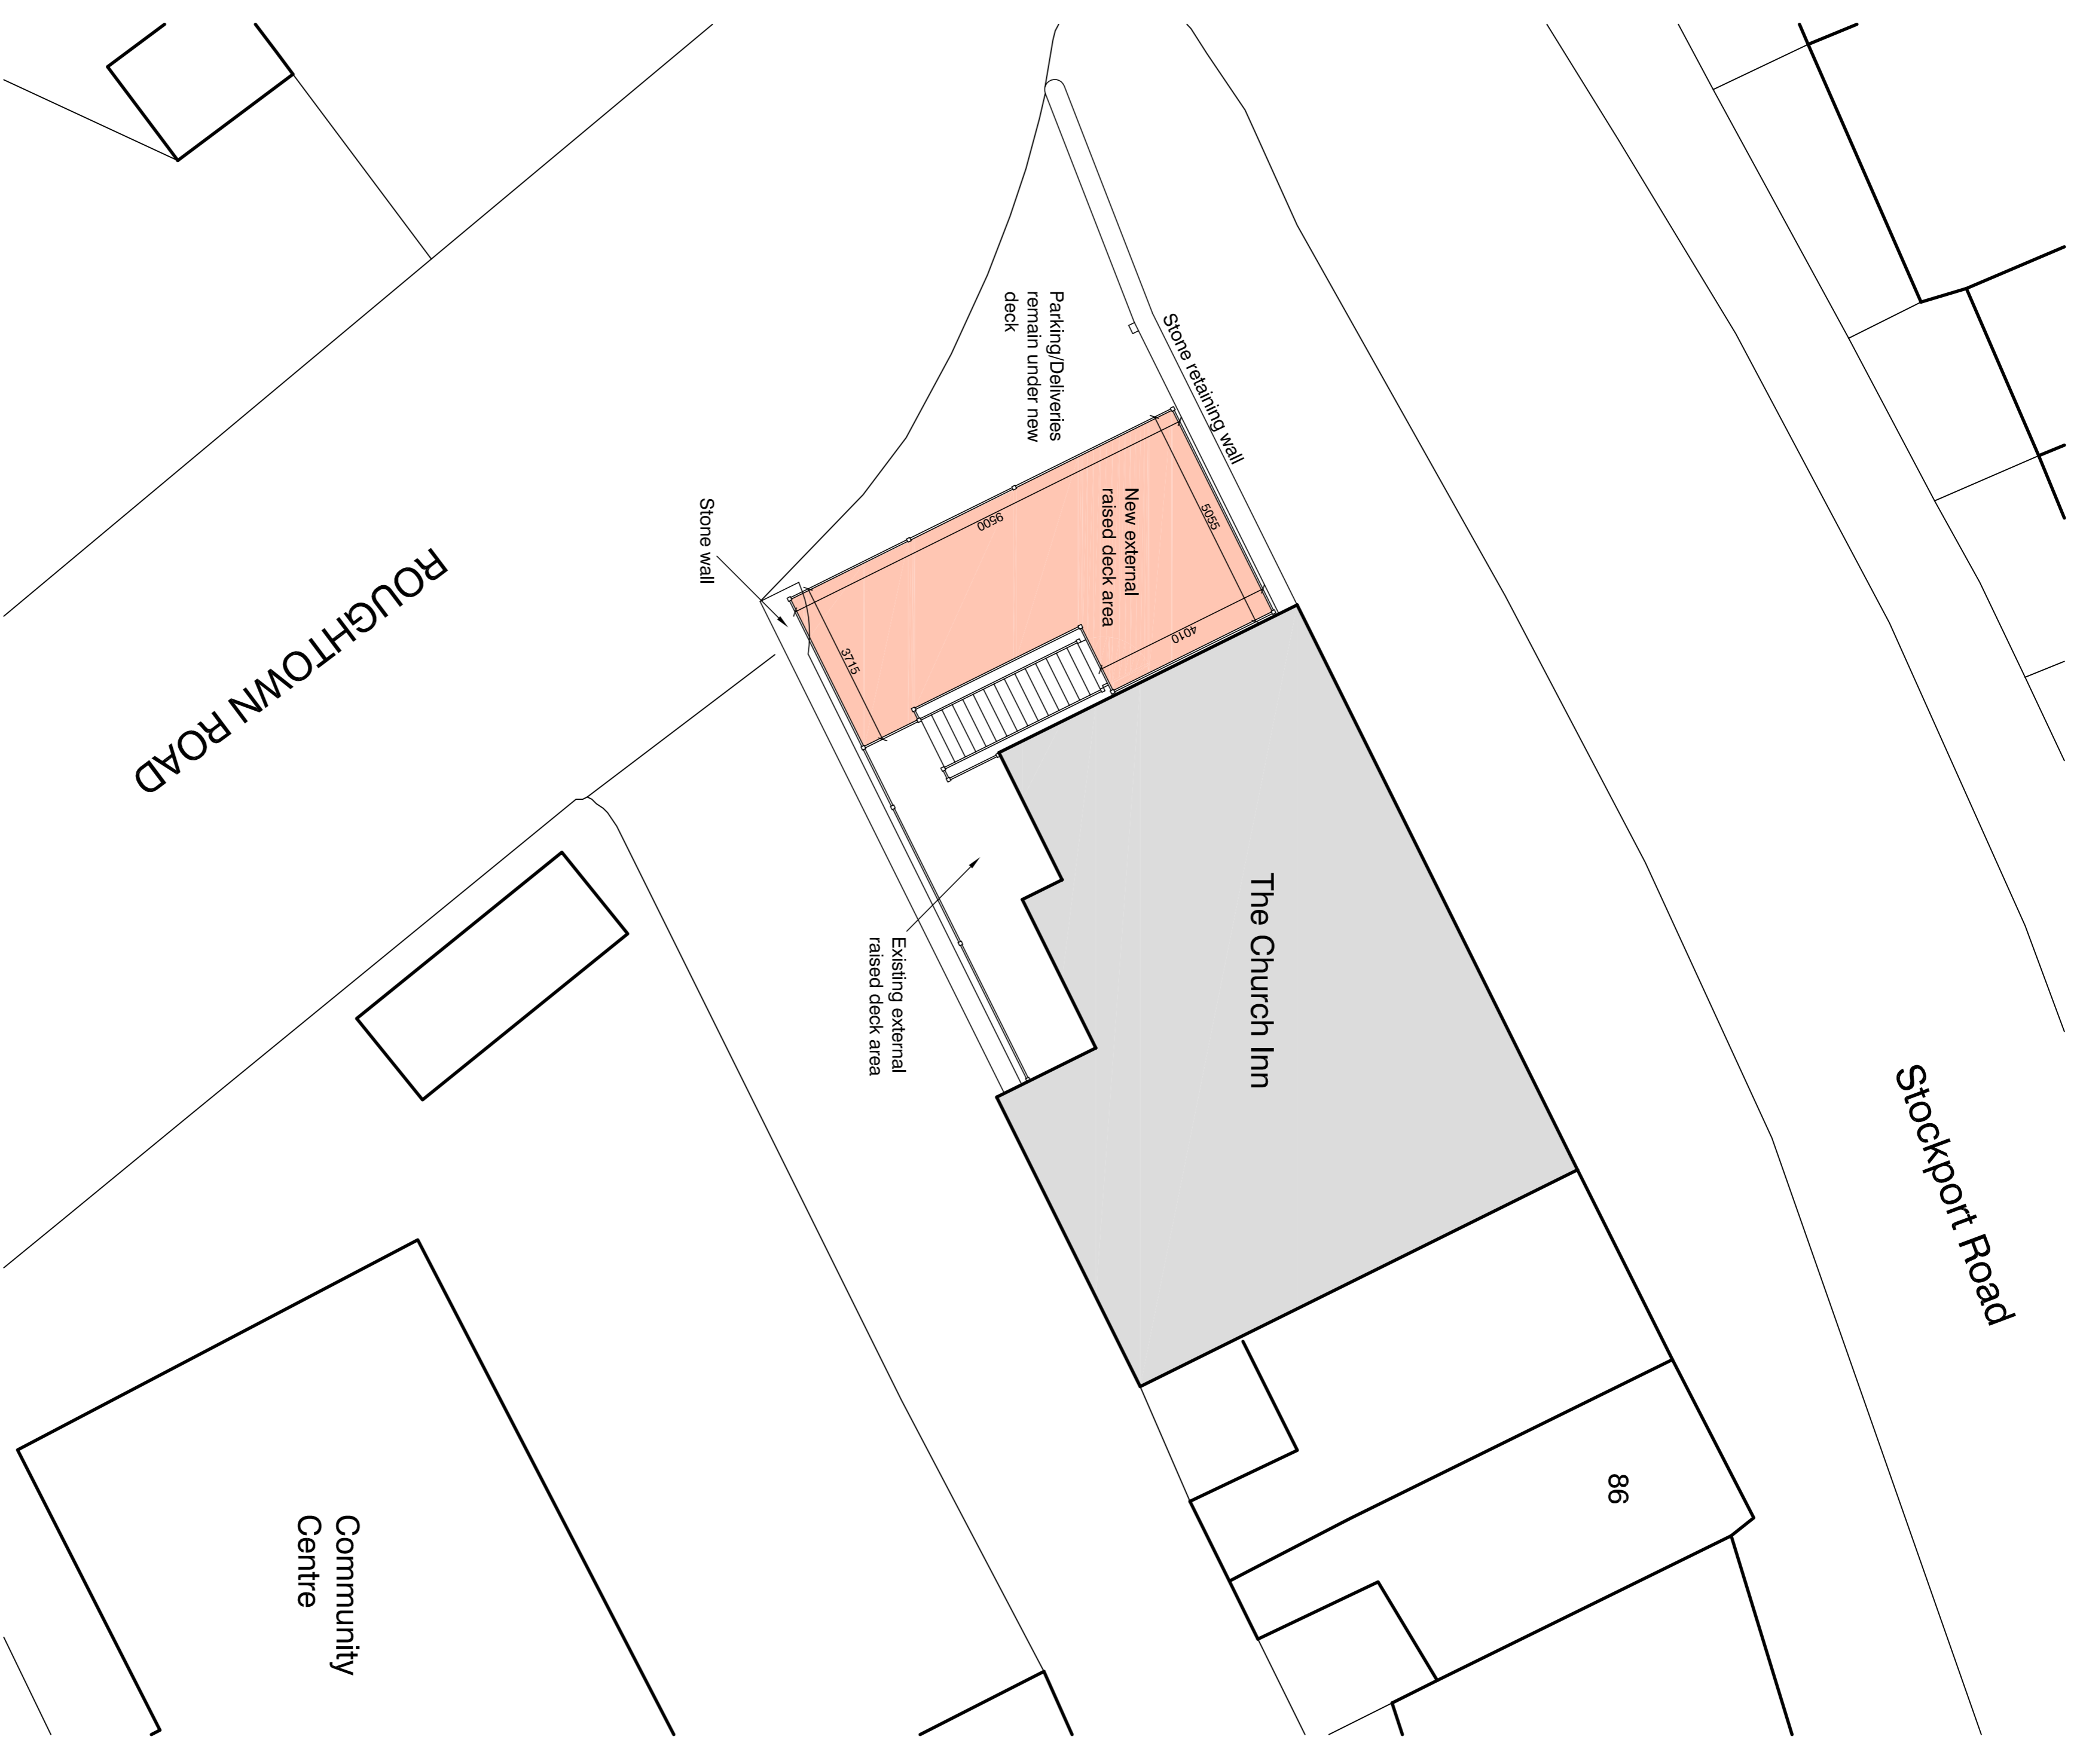 Stockport Road
Stone retaining wall
Parking/Deliveries
remain under new
deck
New external
raised deck area
5055
9500
4010
3715
Stone wall
ROUGHTOWN ROAD
The Church Inn
Existing external
raised deck area
86
Community
Centre